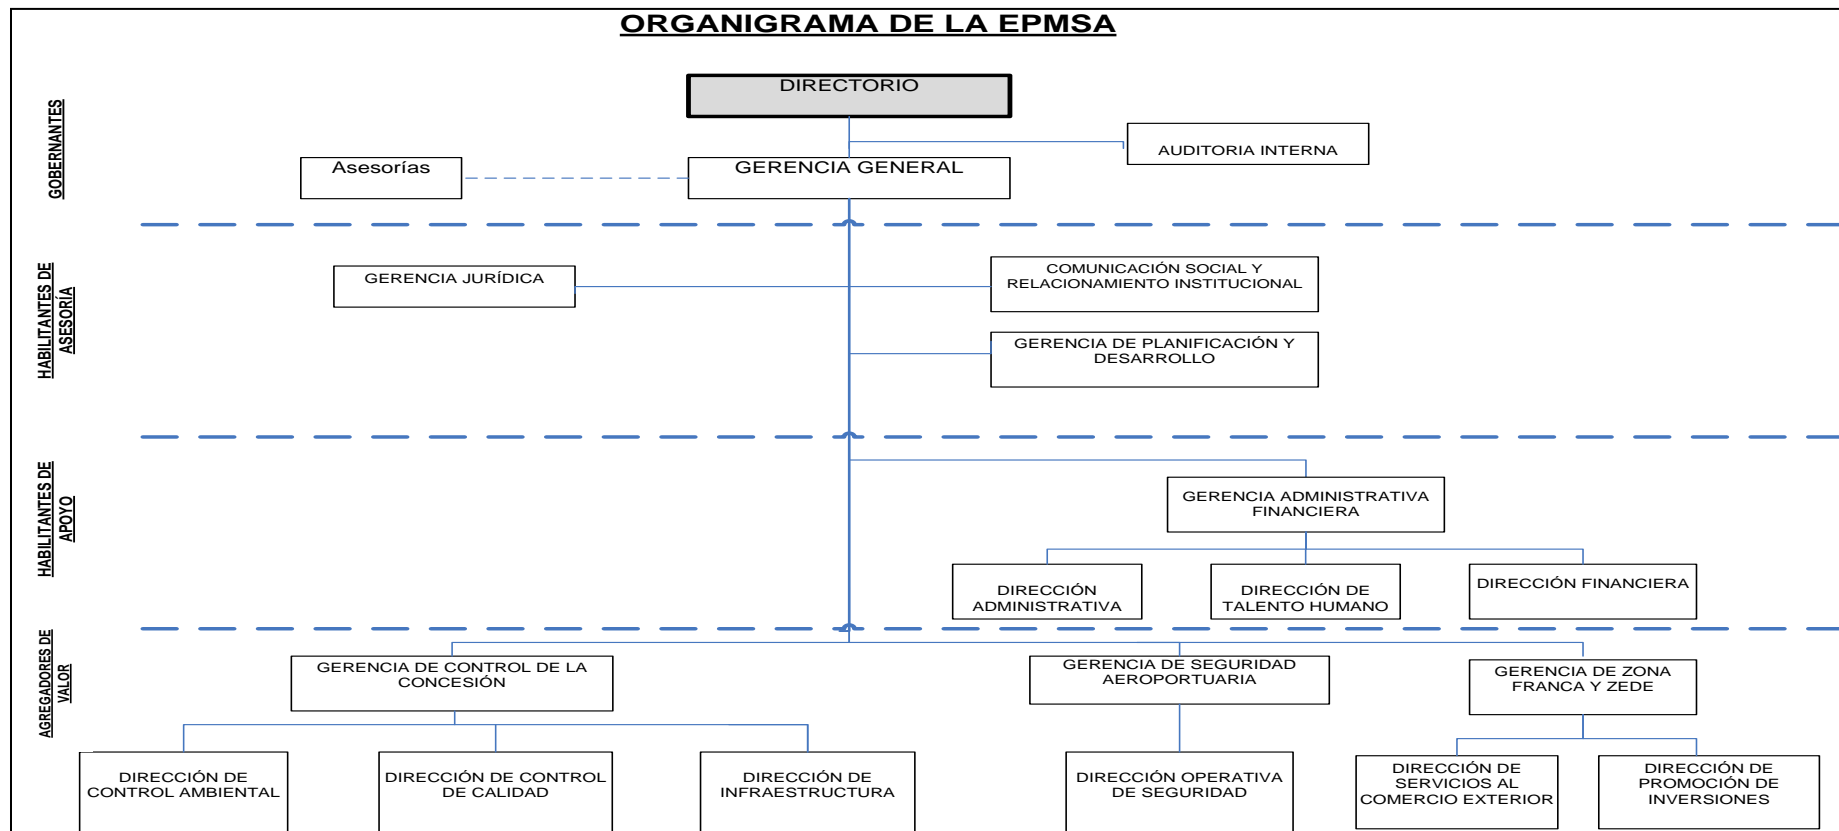 ORGANIGRAMA DE LA EPMSA
GOBERNANTES
DIRECTORIO
AUDITORIA INTERNA
Asesorías
GERENCIA GENERAL
HABILITANTES DE
ASESORÍA
GERENCIA JURÍDICA
COMUNICACIÓN SOCIAL Y
RELACIONAMIENTO INSTITUCIONAL
GERENCIA DE PLANIFICACIÓN Y
DESARROLLO
HABILITANTES DE
APOYO
GERENCIA ADMINISTRATIVA
FINANCIERA
DIRECCIÓN
ADMINISTRATIVA
DIRECCIÓN DE
TALENTO HUMANO
DIRECCIÓN FINANCIERA
AGREGADORES DE
VALOR
GERENCIA DE CONTROL DE LA
CONCESIÓN
GERENCIA DE SEGURIDAD
AEROPORTUARIA
GERENCIA DE ZONA
FRANCA Y ZEDE
DIRECCIÓN DE
CONTROL AMBIENTAL
DIRECCIÓN DE CONTROL
DE CALIDAD
DIRECCIÓN DE
INFRAESTRUCTURA
DIRECCIÓN OPERATIVA
DE SEGURIDAD
DIRECCIÓN DE
SERVICIOS AL
COMERCIO EXTERIOR
DIRECCIÓN DE
PROMOCIÓN DE
INVERSIONES